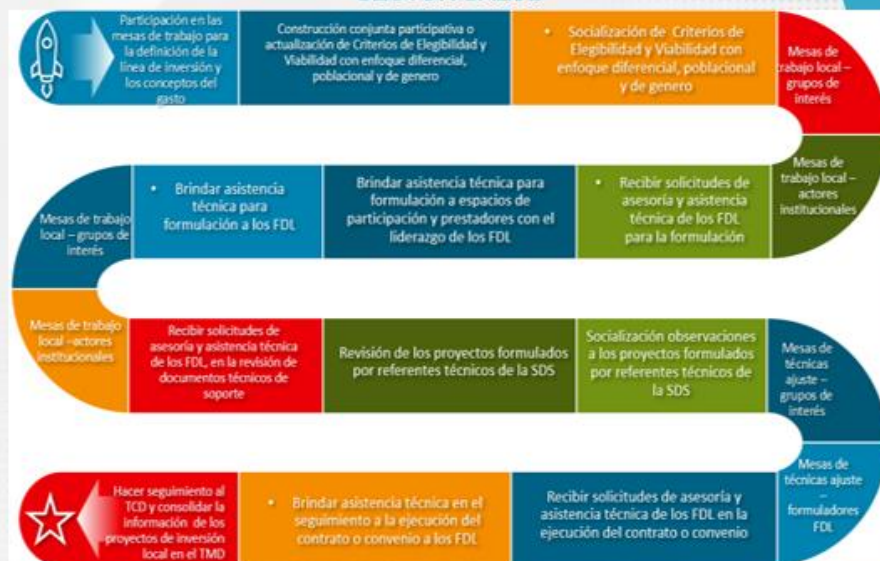 Participación en las
mesas de trabajo para
la definición de la
línea de inversión y
los conceptos del
gasto
Construcción conjunta participativa o
actualización de Criterios de Elegibilidad y
Viabilidad con enfoque diferencial,
poblacional y de genero
• Socialización de Criterios de
Elegibilidad y Viabilidad con
enfoque diferencial, poblacional
y de genero
Mesas de
trabajo local –
grupos de
interés
Mesas de
trabajo local –
actores
institucionales
• Recibir solicitudes de
asesoría y asistencia
técnica de los FDL
para la formulación
Brindar asistencia técnica para
formulación a espacios de
participación y prestadores con el
liderazgo de los FDL
• Brindar asistencia
técnica para
formulación a los FDL
Mesas de trabajo
local – grupos de
interés
Mesas de trabajo
local –actores
institucionales
Recibir solicitudes de
asesoría y asistencia técnica
de los FDL, en la revisión de
documentos técnicos de
soporte
Revisión de los proyectos formulados
por referentes técnicos de la SDS
Socialización observaciones
a los proyectos formulados
por referentes técnicos de
la SDS
Mesas de
técnicas
ajuste –
grupos de
interés
Mesas de
técnicas ajuste
–
formuladores
FDL
Recibir solicitudes de asesoría y
asistencia técnica de los FDL en la
ejecución del contrato o convenio
• Brindar asistencia técnica en el
seguimiento a la ejecución del
contrato o convenio a los FDL
Hacer seguimiento al
TCD y consolidar la
información de los
proyectos de inversión
local en el TMD